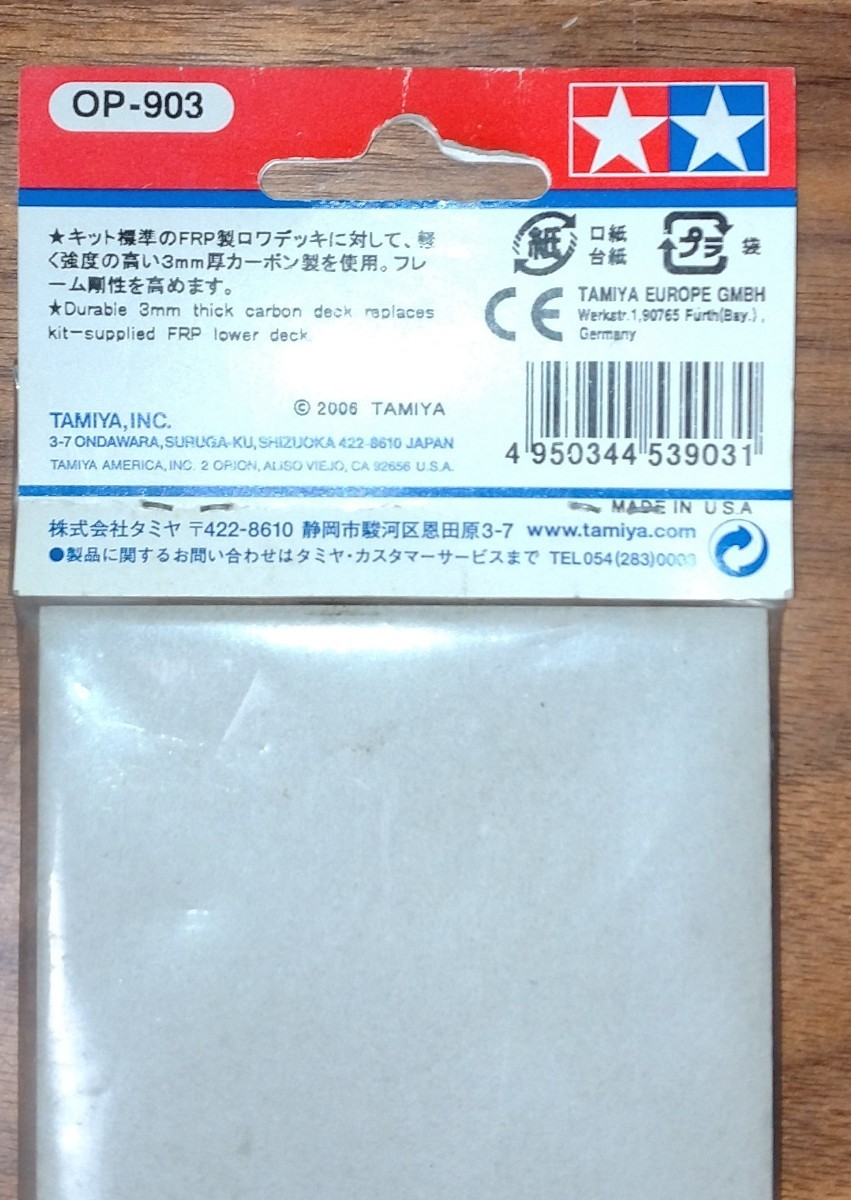 OP-903
★キット標準のFRP製ロワデッキに対して、軽
く強度の高い3mm厚カーボン製を使用。フレ
ーム剛性を高めます。
★Durable 3mm thick carbon deck replaces
kit-supplied FRP lower deck.
© 2006 TAMIYA
TAMIYA,INC.
3-7 ONDAWARA,SURUGA-KU,SHIZUOKA 422-8610 JAPAN
TAMIYA AMERICA,INC. 2 ORION, ALISO VIEJO, CA 92656 U.S.A.
紙
口紙
台紙
プラ
袋
CE
TAMIYA EUROPE GMBH
Werkstr.1,90765 Fürth(Bay.),
Germany
4 950344 539031
MADE IN U.S.A
株式会社タミヤ 〒422-8610 静岡市駿河区恩田原3-7 www.tamiya.com
●製品に関するお問い合わせはタミヤ・カスタマーサービスまで TEL 054(283)0003